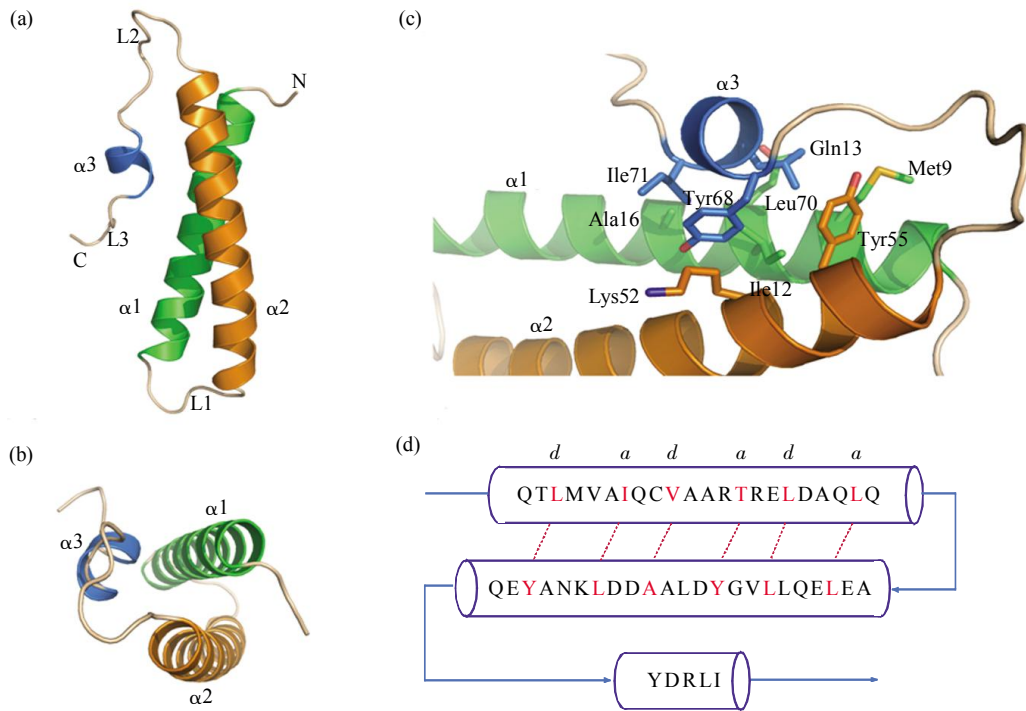 (a)
L2
N
α3
L3
C
α1
α2
L1
(b)
α1
α3
α2
(c)
α3
Gln13
Met9
Ile71
α1
Tyr68
Leu70
Ala16
Tyr55
Lys52
Ile12
α2
(d)
d a d a d a
QTLMVAIQCVAARTRELDAQLQ
QEYANKLDDAALDYGVLLQELEA
YDRLI